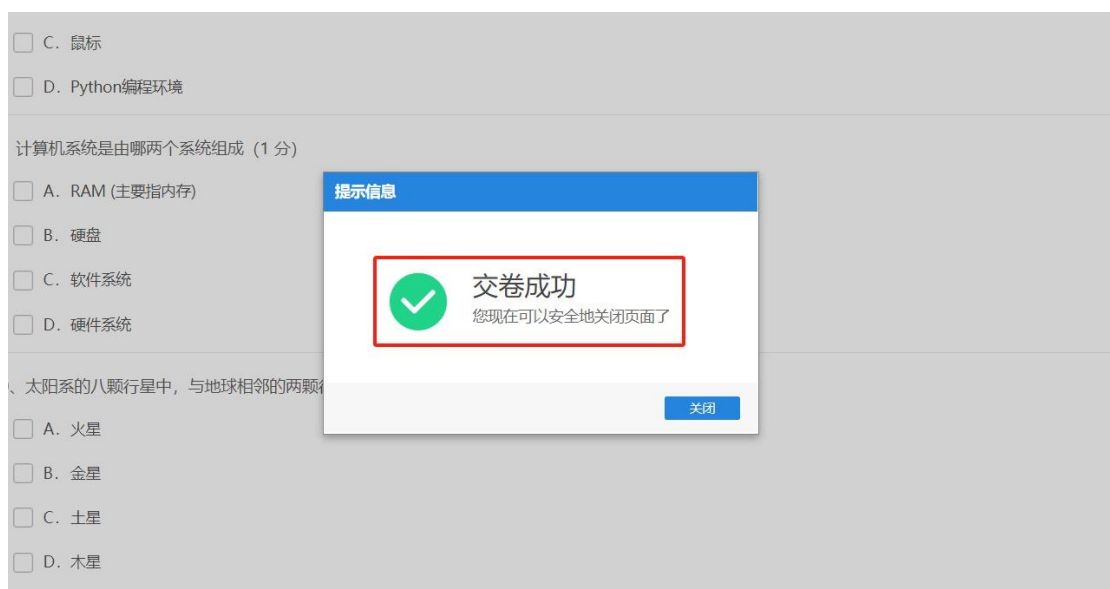 C. 鼠标
D. Python编程环境
计算机系统是由哪两个系统组成 (1 分)
A. RAM (主要指内存)
B. 硬盘
C. 软件系统
D. 硬件系统
、太阳系的八颗行星中，与地球相邻的两颗
A. 火星
B. 金星
C. 土星
D. 木星
提示信息
交卷成功
您现在可以安全地关闭页面了
关闭